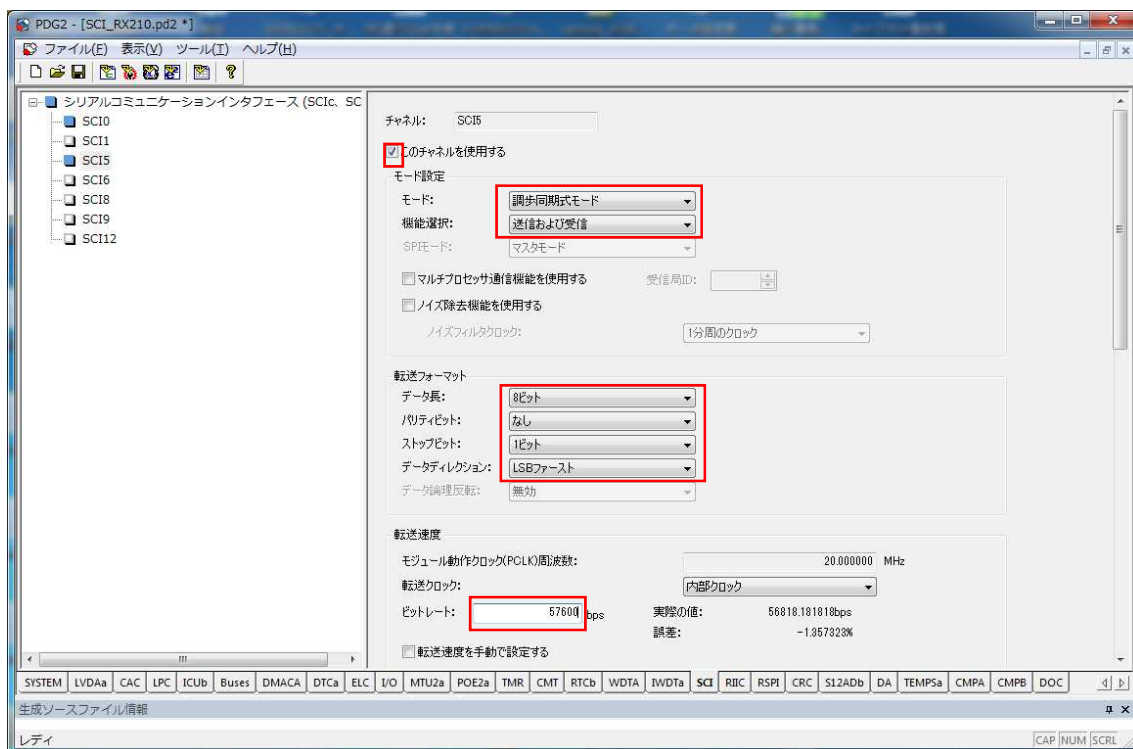 PDG2 - [SCI_RX210.pd2 *]
ファイル(F) 表示(V) ツール(T) ヘルプ(H)
シリアルコミュニケーションインタフェース (SCIc、SC
SCI0
SCI1
SCI5
SCI6
SCI8
SCI9
SCI12
チャネル: SCI5
このチャネルを使用する
モード設定
モード: 調歩同期式モード
機能選択: 送信および受信
SPIモード: マスタモード
マルチプロセッサ通信機能を使用する 受信局ID:
ノイズ除去機能を使用する
ノイズフィルタクロック: 1分周のクロック
転送フォーマット
データ長: 8ビット
パリティビット: なし
ストップビット: 1ビット
データディレクション: LSBファースト
データ論理反転: 無効
転送速度
モジュール動作クロック(PCLK)周波数: 20.000000 MHz
転送クロック: 内部クロック
ビットレート: 57600 bps 実際の値: 56818.181818bps
誤差: -1.357323%
転送速度を手動で設定する
SYSTEM LVDAa CAC LPC ICUb Buses DMACA DTCa ELC I/O MTU2a POE2a TMR CMT RTCb WDTA IWDTa SCI RIIC RSPI CRC S12ADb DA TEMPSa CMPA CMPB DOC
生成ソースファイル情報
レディ CAP NUM SCRL